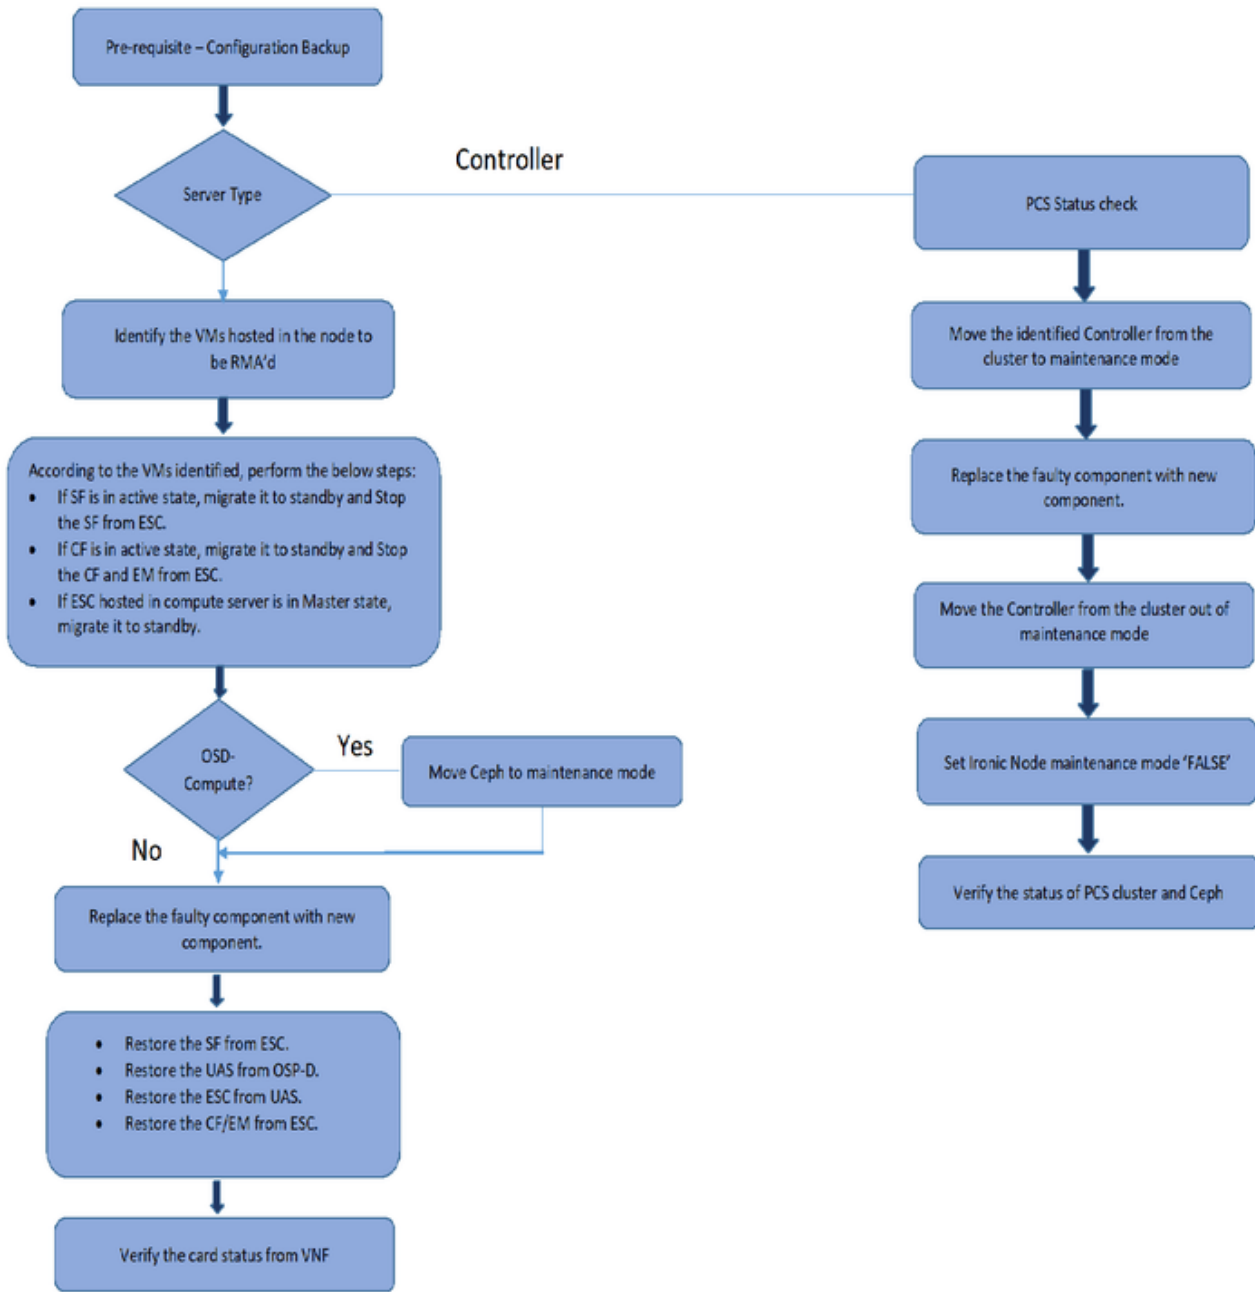 Pre-requisite – Configuration Backup
Server Type
Controller
PCS Status check
Identify the VMs hosted in the node to
be RMA'd
Move the identified Controller from the
cluster to maintenance mode
According to the VMs identified, perform the below steps:
• If SF is in active state, migrate it to standby and Stop
the SF from ESC.
• If CF is in active state, migrate it to standby and Stop
the CF and EM from ESC.
• If ESC hosted in compute server is in Master state,
migrate it to standby.
Replace the faulty component with new
component.
Move the Controller from the cluster out of
maintenance mode
OSD-
Compute?
Yes
Move Ceph to maintenance mode
No
Set Ironic Node maintenance mode 'FALSE'
Verify the status of PCS cluster and Ceph
Replace the faulty component with new
component.
• Restore the SF from ESC.
• Restore the UAS from OSP-D.
• Restore the ESC from UAS.
• Restore the CF/EM from ESC.
Verify the card status from VNF